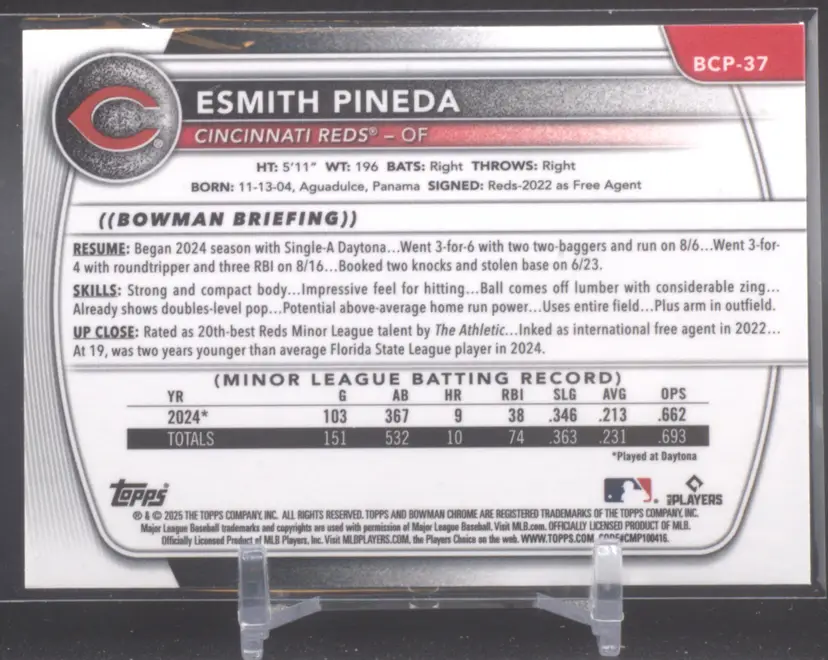 BCP-37
ESMITH PINEDA
CINCINNATI REDS® – OF
HT: 5'11" WT: 196 BATS: Right THROWS: Right
BORN: 11-13-04, Aguadulce, Panama SIGNED: Reds-2022 as Free Agent
((BOWMAN BRIEFING))
RESUME: Began 2024 season with Single-A Daytona...Went 3-for-6 with two two-baggers and run on 8/6...Went 3-for-
4 with roundtripper and three RBI on 8/16...Booked two knocks and stolen base on 6/23.
SKILLS: Strong and compact body...Impressive feel for hitting...Ball comes off lumber with considerable zing...
Already shows doubles-level pop...Potential above-average home run power...Uses entire field...Plus arm in outfield.
UP CLOSE: Rated as 20th-best Reds Minor League talent by The Athletic...Inked as international free agent in 2022...
At 19, was two years younger than average Florida State League player in 2024.
(MINOR LEAGUE BATTING RECORD)
YR G AB HR RBI SLG AVG OPS
2024* 103 367 9 38 .346 .213 .662
TOTALS 151 532 10 74 .363 .231 .693
*Played at Daytona
Topps
PLAYERS
® & © 2025 THE TOPPS COMPANY, INC. ALL RIGHTS RESERVED. TOPPS AND BOWMAN CHROME ARE REGISTERED TRADEMARKS OF THE TOPPS COMPANY, INC.
Major League Baseball trademarks and copyrights are used with permission of Major League Baseball. Visit MLB.com. OFFICIALLY LICENSED PRODUCT OF MLB.
Officially Licensed Product of MLB Players, Inc. Visit MLBPLAYERS.COM, the Players Choice on the web. WWW.TOPPS.COM CODE#CMP100416.